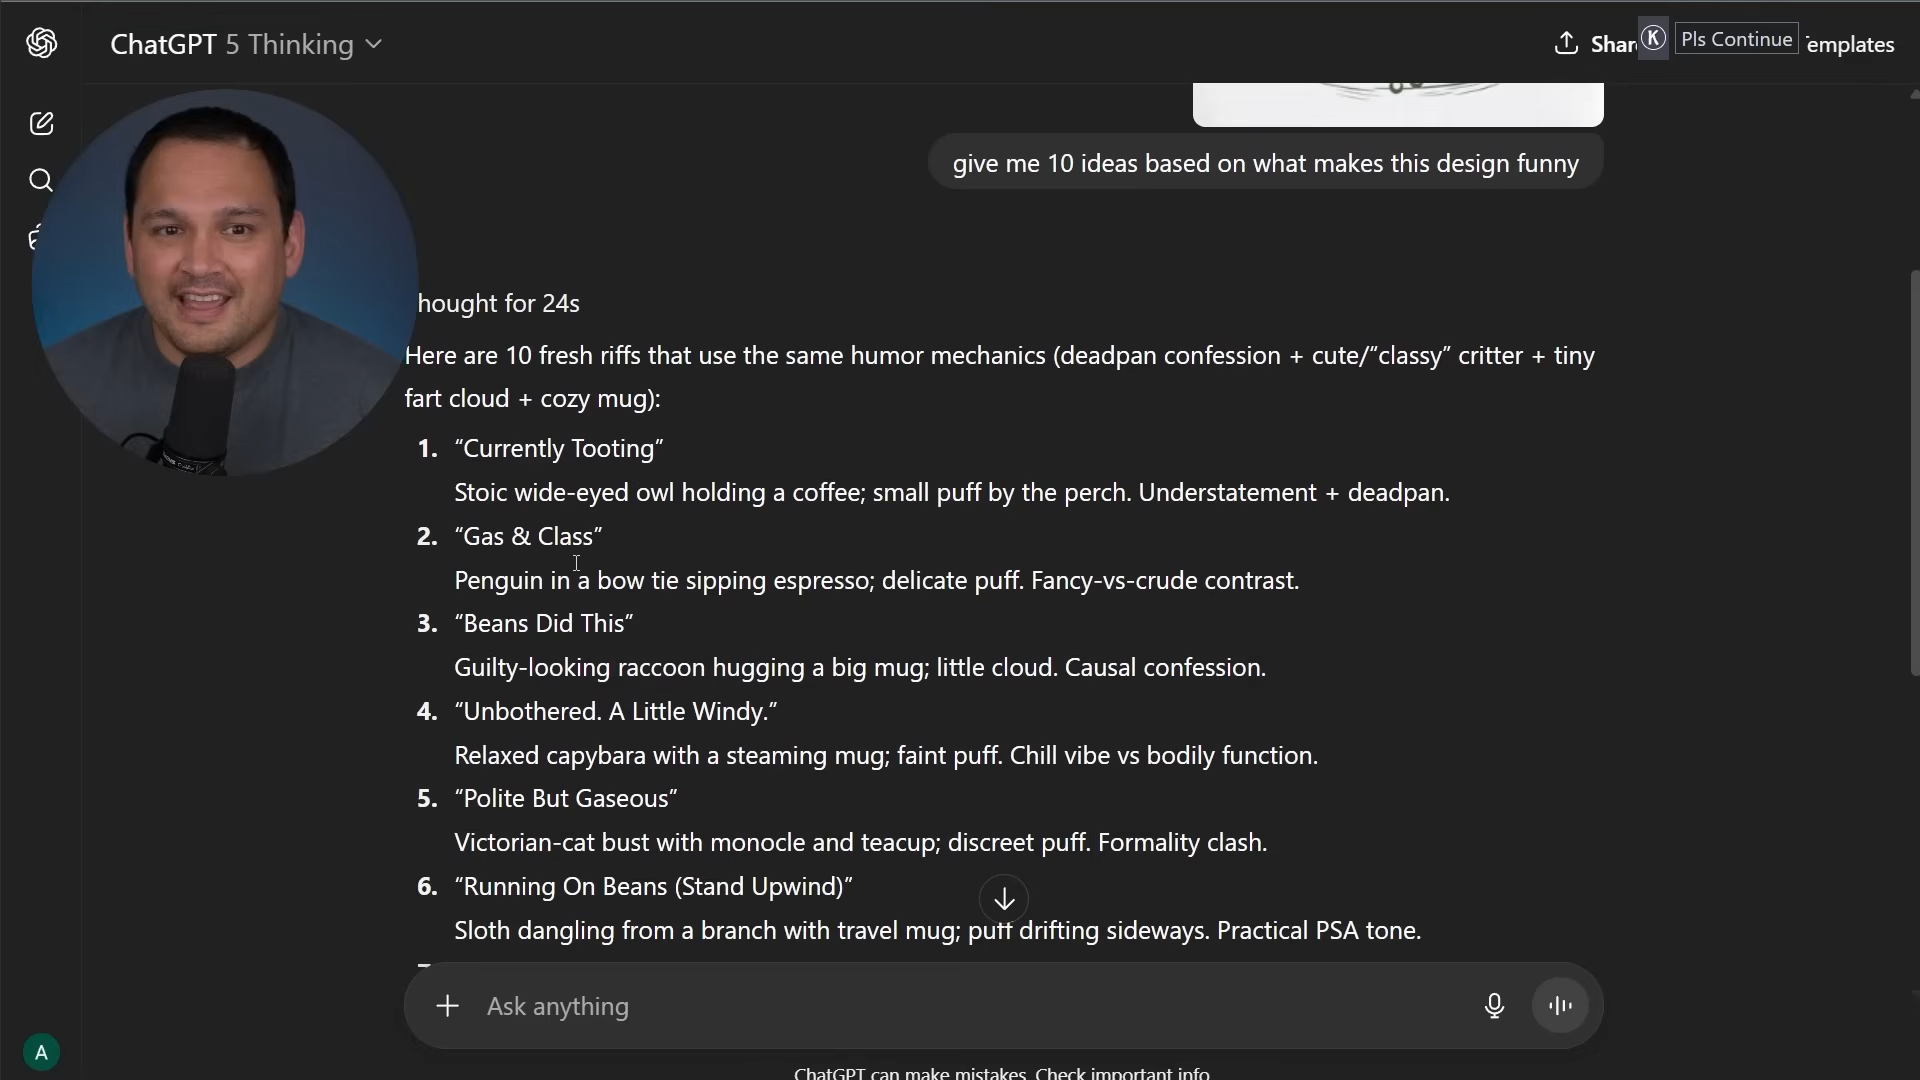 ChatGPT 5 Thinking
Shar
K
Pls Continue
emplates
give me 10 ideas based on what makes this design funny
hought for 24s
Here are 10 fresh riffs that use the same humor mechanics (deadpan confession + cute/“classy” critter + tiny
fart cloud + cozy mug):
1. “Currently Tooting”
Stoic wide-eyed owl holding a coffee; small puff by the perch. Understatement + deadpan.
2. “Gas & Class”
Penguin in a bow tie sipping espresso; delicate puff. Fancy-vs-crude contrast.
3. “Beans Did This”
Guilty-looking raccoon hugging a big mug; little cloud. Causal confession.
4. “Unbothered. A Little Windy.”
Relaxed capybara with a steaming mug; faint puff. Chill vibe vs bodily function.
5. “Polite But Gaseous”
Victorian-cat bust with monocle and teacup; discreet puff. Formality clash.
6. “Running On Beans (Stand Upwind)”
Sloth dangling from a branch with travel mug; puff drifting sideways. Practical PSA tone.
Ask anything
A
ChatGPT can make mistakes. Check important info.